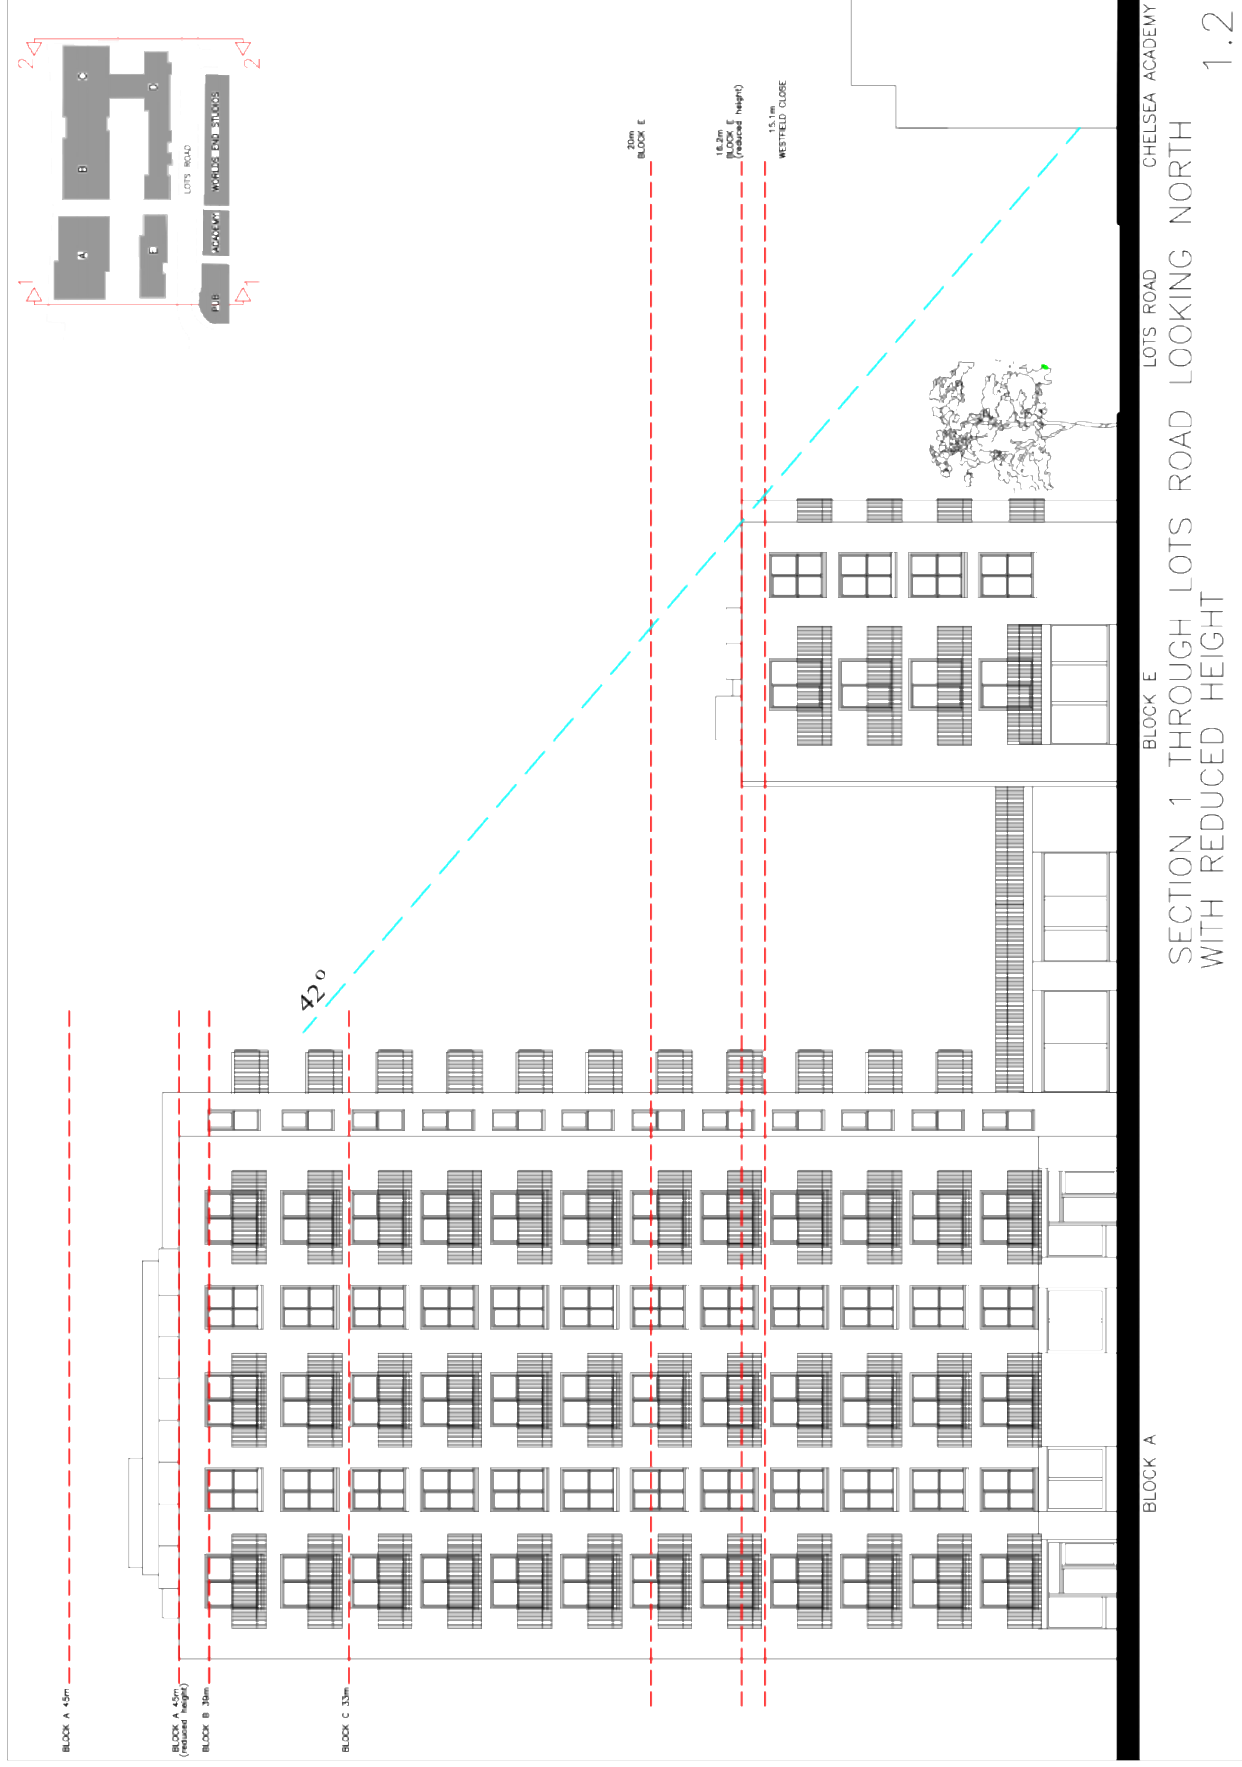 2
2
C
D
B
LOTS ROAD
WORLDS END STUDIOS
A
E
ACADEMY
1
1
PUB
20m
BLOCK E
16.2m
BLOCK E
(reduced height)
15.1m
WESTFIELD CLOSE
42°
BLOCK A 45m
BLOCK A 45m
(reduced height)
BLOCK B 39m
BLOCK C 33m
BLOCK A
BLOCK E
LOTS ROAD
CHELSEA ACADEMY
SECTION 1 THROUGH LOTS ROAD LOOKING NORTH
WITH REDUCED HEIGHT
1.2